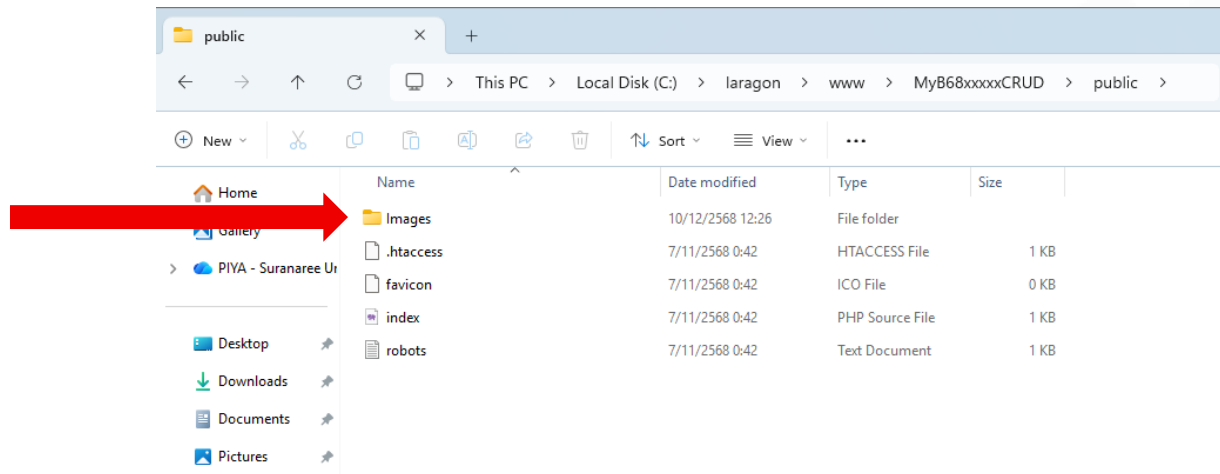 public
This PC > Local Disk (C:) > laragon > www > MyB68xxxxxCRUD > public >
New Sort View ...
Name Date modified Type Size
Home
Images 10/12/2568 12:26 File folder
Gallery
.htaccess 7/11/2568 0:42 HTACCESS File 1 KB
PIYA - Suranaree Ur
favicon 7/11/2568 0:42 ICO File 0 KB
index 7/11/2568 0:42 PHP Source File 1 KB
Desktop
robots 7/11/2568 0:42 Text Document 1 KB
Downloads
Documents
Pictures